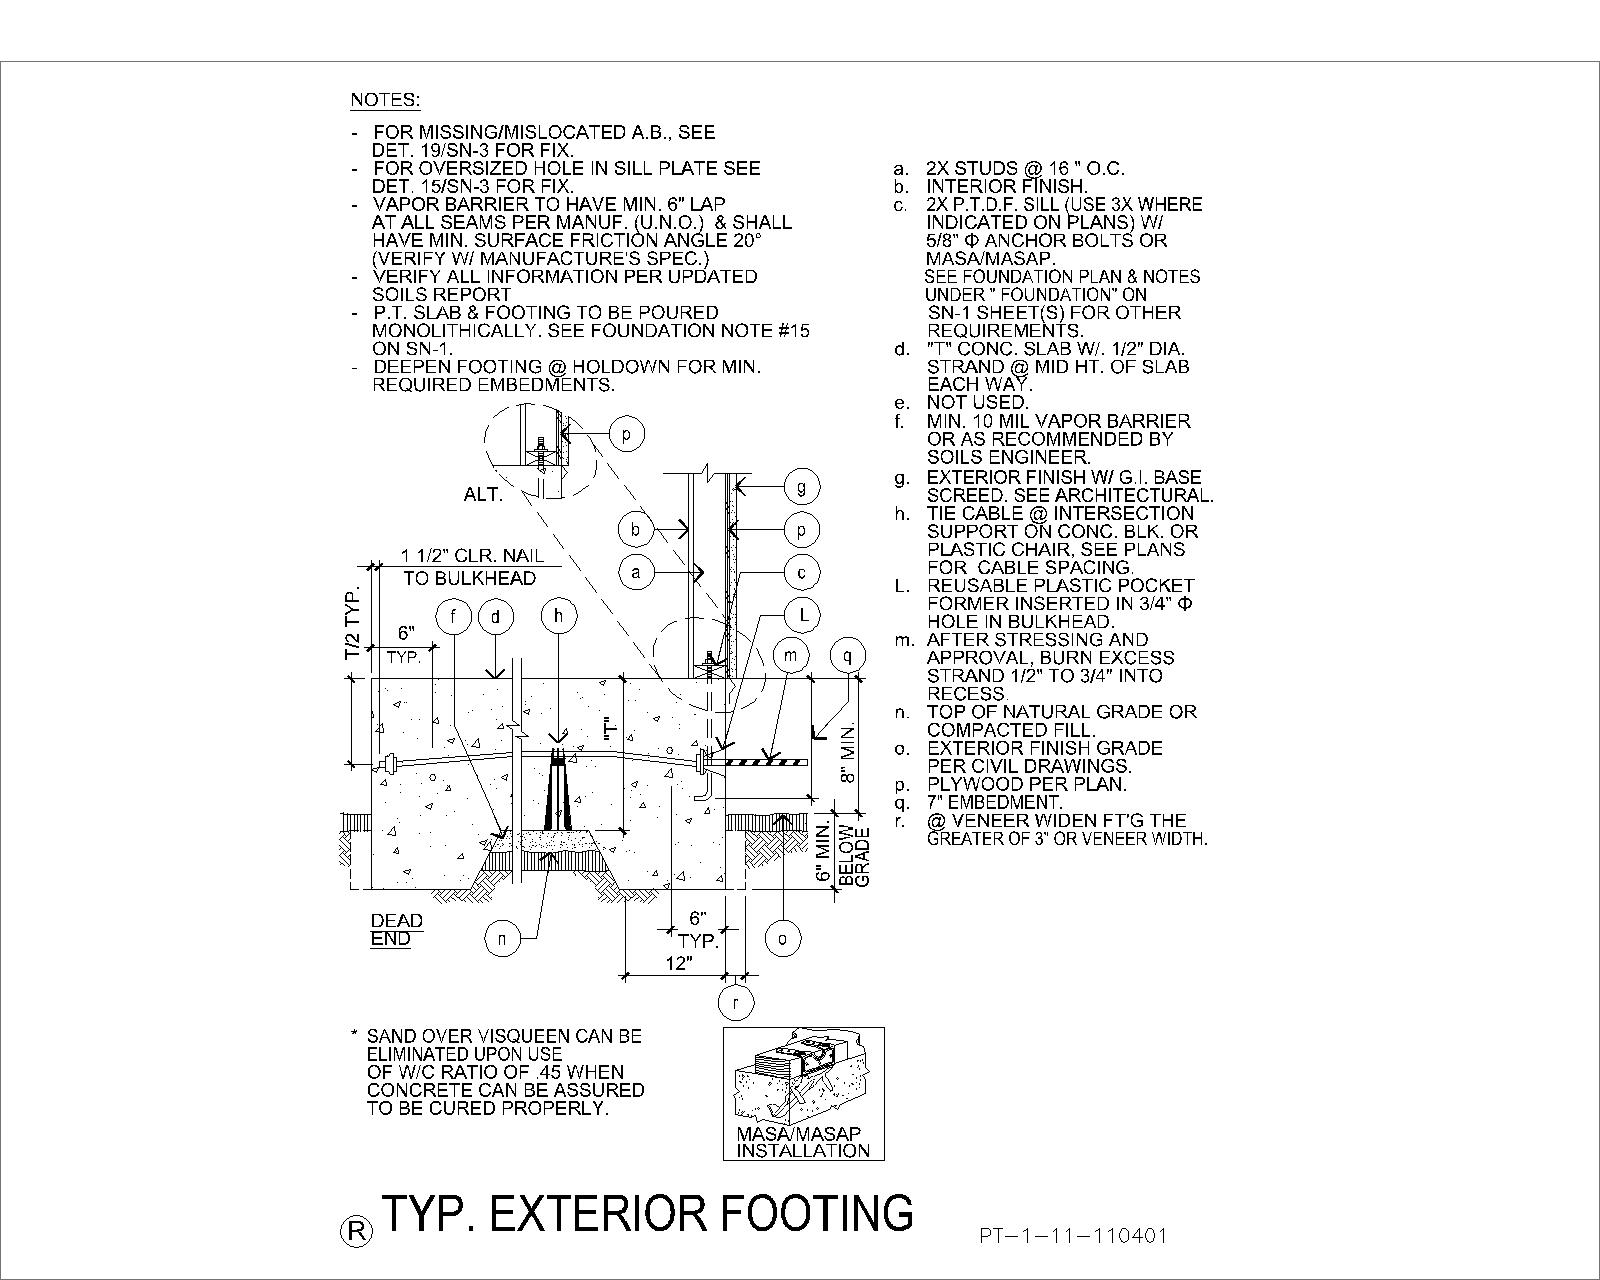 NOTES:
- FOR MISSING/MISLOCATED A.B., SEE
DET. 19/SN-3 FOR FIX.
- FOR OVERSIZED HOLE IN SILL PLATE SEE
DET. 15/SN-3 FOR FIX.
- VAPOR BARRIER TO HAVE MIN. 6" LAP
AT ALL SEAMS PER MANUF. (U.N.O.) & SHALL
HAVE MIN. SURFACE FRICTION ANGLE 20°
(VERIFY W/ MANUFACTURE'S SPEC.)
- VERIFY ALL INFORMATION PER UPDATED
SOILS REPORT
- P.T. SLAB & FOOTING TO BE POURED
MONOLITHICALLY. SEE FOUNDATION NOTE #15
ON SN-1.
- DEEPEN FOOTING @ HOLDOWN FOR MIN.
REQUIRED EMBEDMENTS.
a. 2X STUDS @ 16 " O.C.
b. INTERIOR FINISH.
c. 2X P.T.D.F. SILL (USE 3X WHERE
INDICATED ON PLANS) W/
5/8" Φ ANCHOR BOLTS OR
MASA/MASAP.
SEE FOUNDATION PLAN & NOTES
UNDER " FOUNDATION" ON
SN-1 SHEET(S) FOR OTHER
REQUIREMENTS.
d. "T" CONC. SLAB W/. 1/2" DIA.
STRAND @ MID HT. OF SLAB
EACH WAY.
e. NOT USED.
f. MIN. 10 MIL VAPOR BARRIER
OR AS RECOMMENDED BY
SOILS ENGINEER.
g. EXTERIOR FINISH W/ G.I. BASE
SCREED. SEE ARCHITECTURAL.
h. TIE CABLE @ INTERSECTION
SUPPORT ON CONC. BLK. OR
PLASTIC CHAIR, SEE PLANS
FOR CABLE SPACING.
L. REUSABLE PLASTIC POCKET
FORMER INSERTED IN 3/4" Φ
HOLE IN BULKHEAD.
m. AFTER STRESSING AND
APPROVAL, BURN EXCESS
STRAND 1/2" TO 3/4" INTO
RECESS.
n. TOP OF NATURAL GRADE OR
COMPACTED FILL.
o. EXTERIOR FINISH GRADE
PER CIVIL DRAWINGS.
p. PLYWOOD PER PLAN.
q. 7" EMBEDMENT.
r. @ VENEER WIDEN FT'G THE
GREATER OF 3" OR VENEER WIDTH.
p
ALT.
g
b
p
a
c
1 1/2" CLR. NAIL
TO BULKHEAD
T/2 TYP.
6"
TYP.
f
d
h
L
m
q
"T"
8" MIN.
6" MIN.
BELOW
GRADE
DEAD
END
n
6"
TYP.
12"
o
r
* SAND OVER VISQUEEN CAN BE
ELIMINATED UPON USE
OF W/C RATIO OF .45 WHEN
CONCRETE CAN BE ASSURED
TO BE CURED PROPERLY.
MASA/MASAP
INSTALLATION
R TYP. EXTERIOR FOOTING
PT-1-11-110401